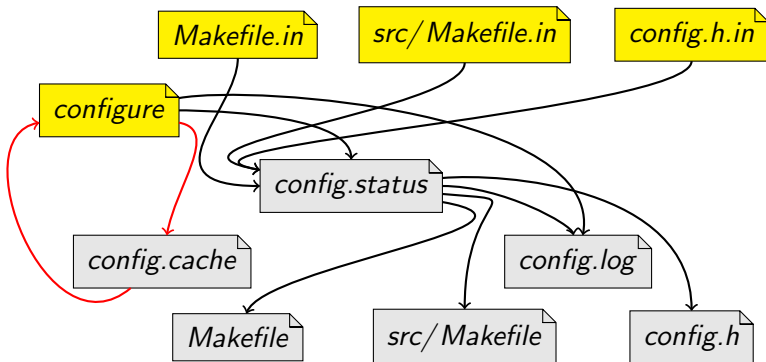 Makefile.in
src/Makefile.in
config.h.in
configure
config.status
config.cache
config.log
Makefile
src/Makefile
config.h